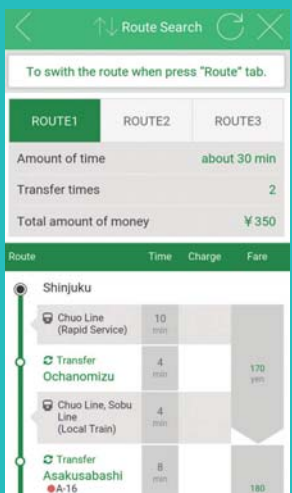 Route Search
To swith the route when press “Route” tab.
ROUTE1 ROUTE2 ROUTE3
Amount of time about 30 min
Transfer times 2
Total amount of money ¥350
Route Time Charge Fare
Shinjuku
Chuo Line 10
(Rapid Service) min
Transfer 4
Ochanomizu min 170
yen
Chuo Line, Sobu
Line 4
(Local Train) min
Transfer 8
Asakusabashi min
A-16 180